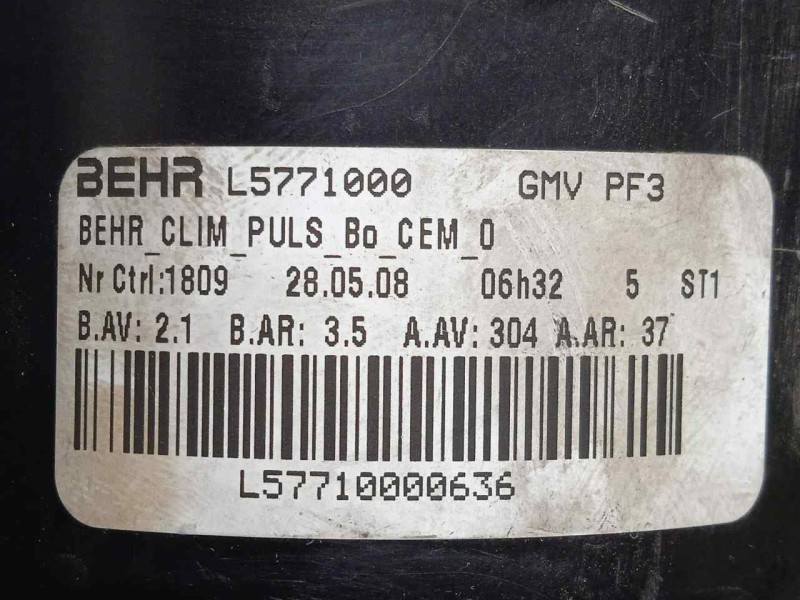 BEHR L5771000 GMV PF3
BEHR_CLIM_PULS_Bo_CEM_0
Nr Ctrl:1809 28.05.08 06h32 5 ST1
B.AV: 2.1 B.AR: 3.5 A.AV: 304 A.AR: 37
L57710000636